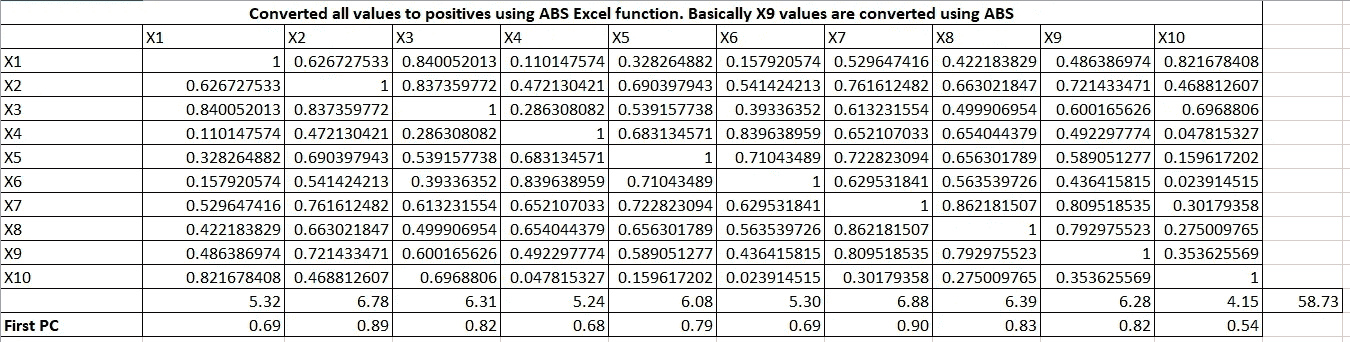 Converted all values to positives using ABS Excel function. Basically X9 values are converted using ABS
X1 X2 X3 X4 X5 X6 X7 X8 X9 X10
X1 1 0.626727533 0.840052013 0.110147574 0.328264882 0.157920574 0.529647416 0.422183829 0.486386974 0.821678408
X2 0.626727533 1 0.837359772 0.472130421 0.690397943 0.541424213 0.761612482 0.663021847 0.721433471 0.468812607
X3 0.840052013 0.837359772 1 0.286308082 0.539157738 0.39336352 0.613231554 0.499906954 0.600165626 0.6968806
X4 0.110147574 0.472130421 0.286308082 1 0.683134571 0.839638959 0.652107033 0.654044379 0.492297774 0.047815327
X5 0.328264882 0.690397943 0.539157738 0.683134571 1 0.71043489 0.722823094 0.656301789 0.589051277 0.159617202
X6 0.157920574 0.541424213 0.39336352 0.839638959 0.71043489 1 0.629531841 0.563539726 0.436415815 0.023914515
X7 0.529647416 0.761612482 0.613231554 0.652107033 0.722823094 0.629531841 1 0.862181507 0.809518535 0.30179358
X8 0.422183829 0.663021847 0.499906954 0.654044379 0.656301789 0.563539726 0.862181507 1 0.792975523 0.275009765
X9 0.486386974 0.721433471 0.600165626 0.492297774 0.589051277 0.436415815 0.809518535 0.792975523 1 0.353625569
X10 0.821678408 0.468812607 0.6968806 0.047815327 0.159617202 0.023914515 0.30179358 0.275009765 0.353625569 1
5.32 6.78 6.31 5.24 6.08 5.30 6.88 6.39 6.28 4.15 58.73
First PC 0.69 0.89 0.82 0.68 0.79 0.69 0.90 0.83 0.82 0.54